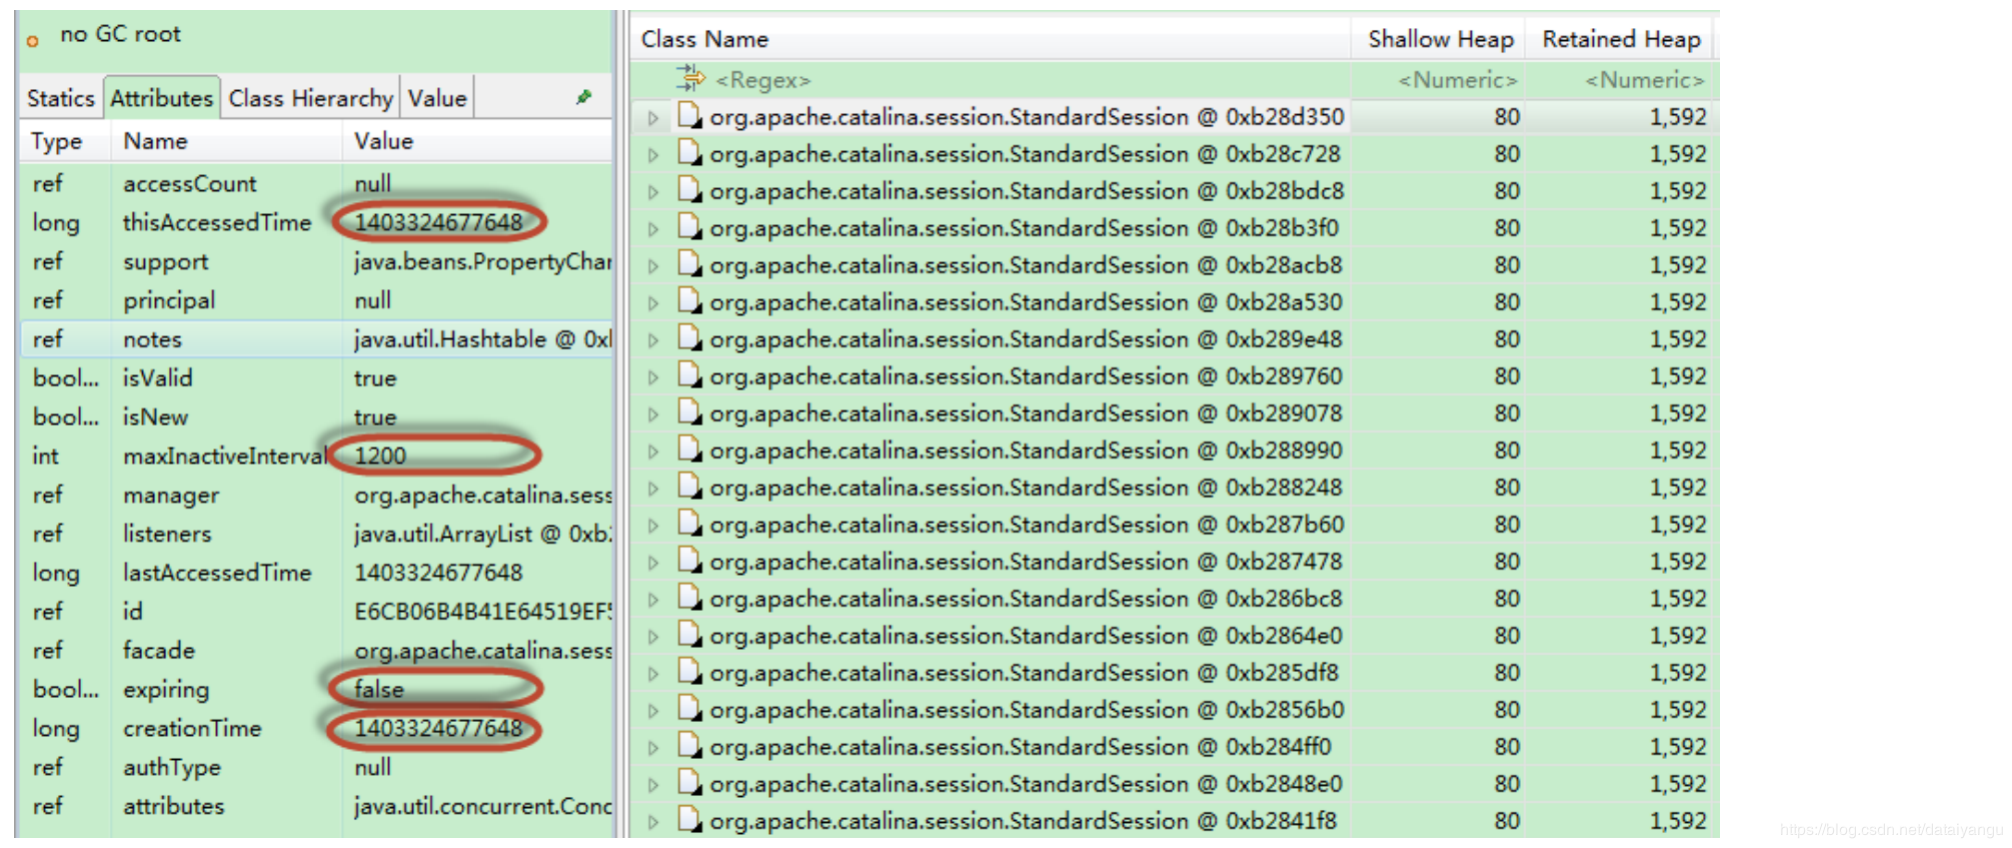 no GC root
Statics Attributes Class Hierarchy Value
Type Name Value
ref accessCount null
long thisAccessedTime 1403324677648
ref support java.beans.PropertyChar
ref principal null
ref notes java.util.Hashtable @ 0xl
bool... isValid true
bool... isNew true
int maxInactiveInterval 1200
ref manager org.apache.catalina.sess
ref listeners java.util.ArrayList @ 0xb
long lastAccessedTime 1403324677648
ref id E6CB06B4B41E64519EF5
ref facade org.apache.catalina.sess
bool... expiring false
long creationTime 1403324677648
ref authType null
ref attributes java.util.concurrent.Conc
Class Name Shallow Heap Retained Heap
<Regex> <Numeric> <Numeric>
org.apache.catalina.session.StandardSession @ 0xb28d350 80 1,592
org.apache.catalina.session.StandardSession @ 0xb28c728 80 1,592
org.apache.catalina.session.StandardSession @ 0xb28bdc8 80 1,592
org.apache.catalina.session.StandardSession @ 0xb28b3f0 80 1,592
org.apache.catalina.session.StandardSession @ 0xb28acb8 80 1,592
org.apache.catalina.session.StandardSession @ 0xb28a530 80 1,592
org.apache.catalina.session.StandardSession @ 0xb289e48 80 1,592
org.apache.catalina.session.StandardSession @ 0xb289760 80 1,592
org.apache.catalina.session.StandardSession @ 0xb289078 80 1,592
org.apache.catalina.session.StandardSession @ 0xb288990 80 1,592
org.apache.catalina.session.StandardSession @ 0xb288248 80 1,592
org.apache.catalina.session.StandardSession @ 0xb287b60 80 1,592
org.apache.catalina.session.StandardSession @ 0xb287478 80 1,592
org.apache.catalina.session.StandardSession @ 0xb286bc8 80 1,592
org.apache.catalina.session.StandardSession @ 0xb2864e0 80 1,592
org.apache.catalina.session.StandardSession @ 0xb285df8 80 1,592
org.apache.catalina.session.StandardSession @ 0xb2856b0 80 1,592
org.apache.catalina.session.StandardSession @ 0xb284ff0 80 1,592
org.apache.catalina.session.StandardSession @ 0xb2848e0 80 1,592
org.apache.catalina.session.StandardSession @ 0xb2841f8 80 1,592
https://blog.csdn.net/dataiyangu